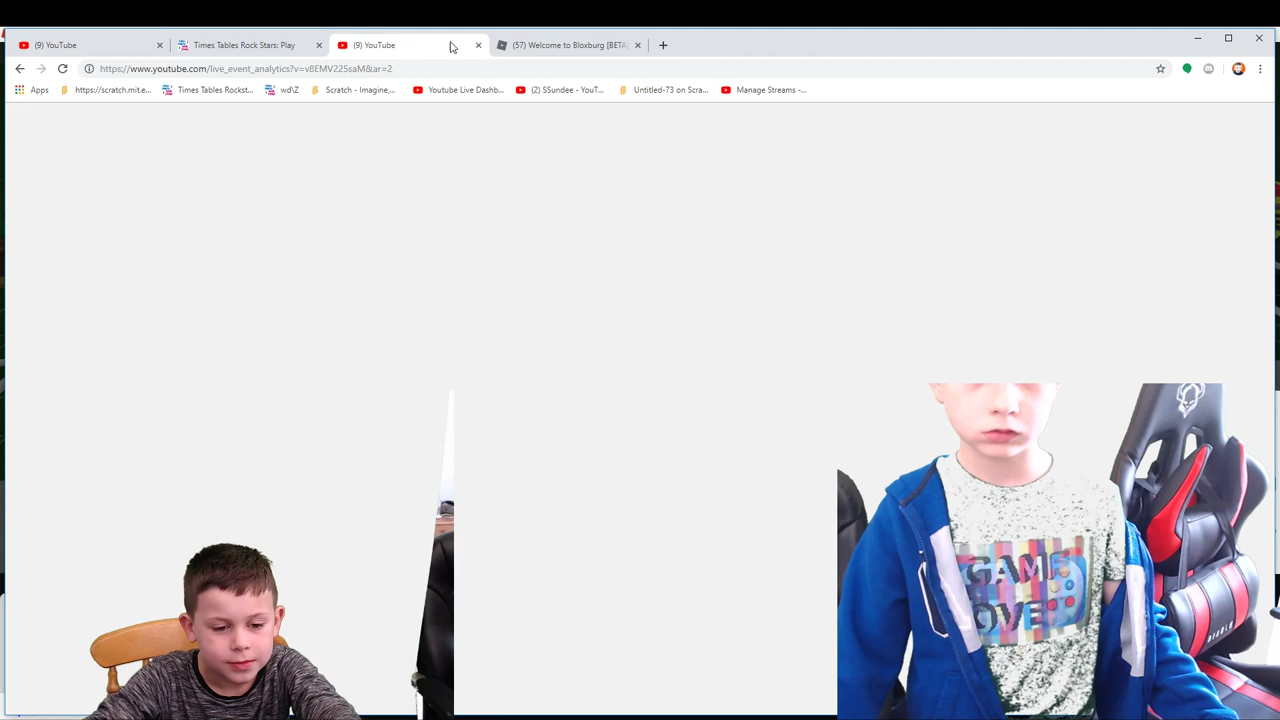 (9) YouTube
Times Tables Rock Stars: Play
(9) YouTube
(57) Welcome to Bloxburg [BETA]
https://www.youtube.com/live_event_analytics?v=v8EMV225saM&ar=2
Apps
https://scratch.mit.e...
Times Tables Rockst...
wd\Z
Scratch - Imagine,...
Youtube Live Dashb...
(2) SSundee - YouT...
Untitled-73 on Scra...
Manage Streams -...
GAME
OVE
DIABLO